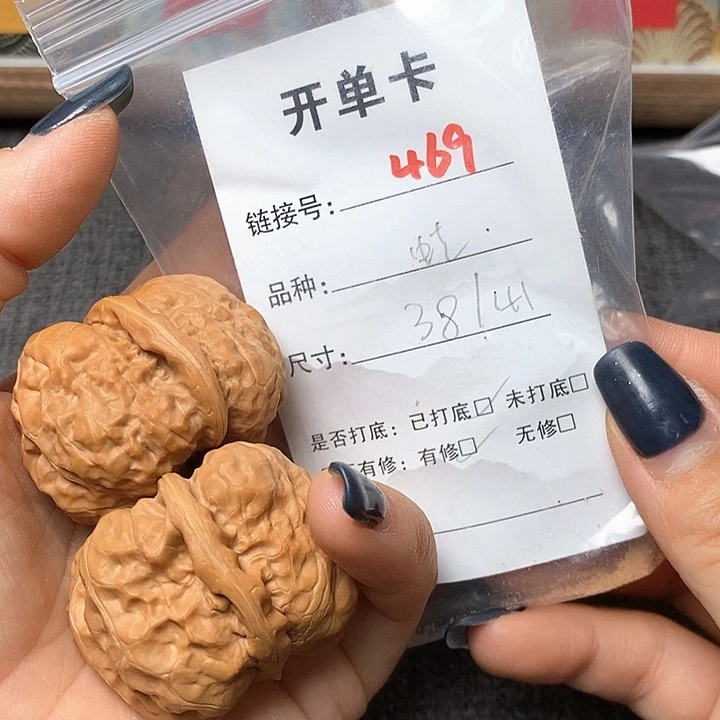 开单卡
链接号：469
品种：蛙
尺寸：38/41
是否打底：已打底☑ 未打底☐
有修：有修☑ 无修☐